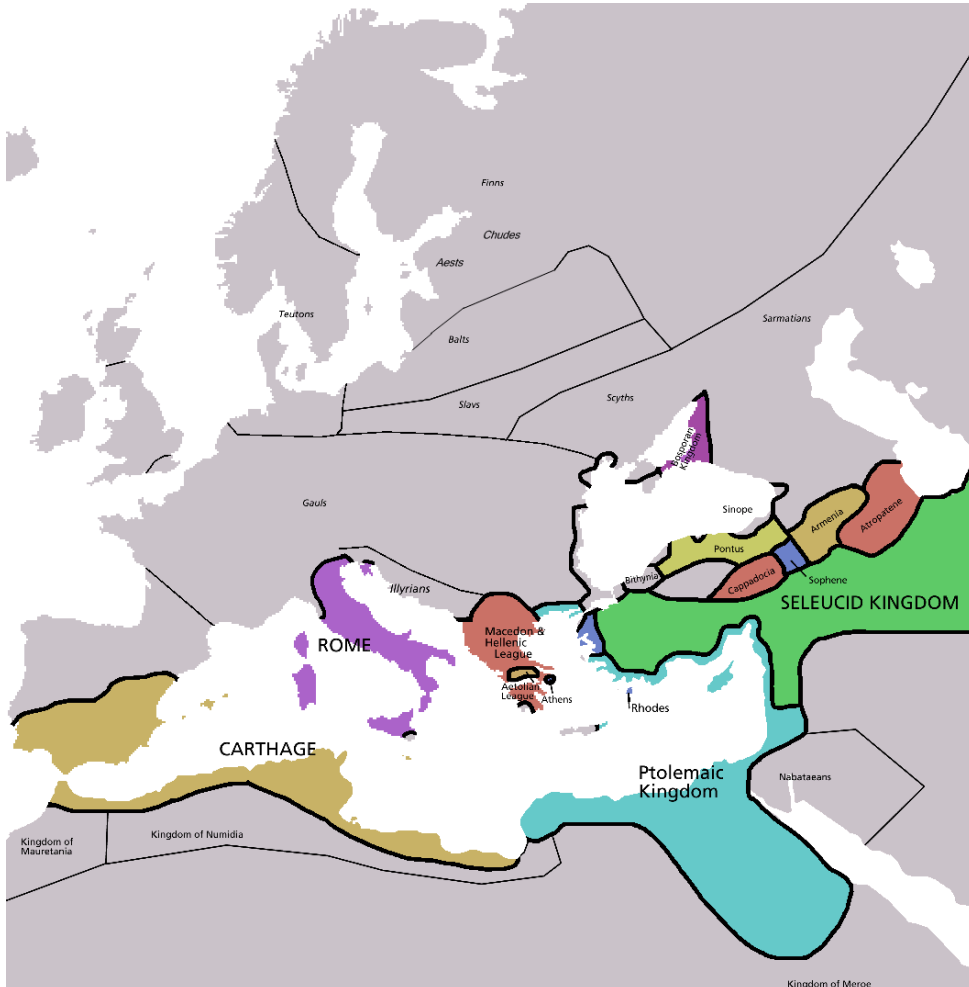 Finns
Chudes
Aests
Teutons
Sarmatians
Balts
Scyths
Slavs
Bosporan
Kingdom
Gauls
Sinope
Armenia
Atropatene
Pontus
Illyrians
Bithynia
Cappadocia
Sophene
SELEUCID KINGDOM
ROME
Macedon &
Hellenic
League
Aetolian
League
Athens
Rhodes
CARTHAGE
Ptolemaic
Kingdom
Nabataeans
Kingdom of
Mauretania
Kingdom of Numidia
Kingdom of Meroe